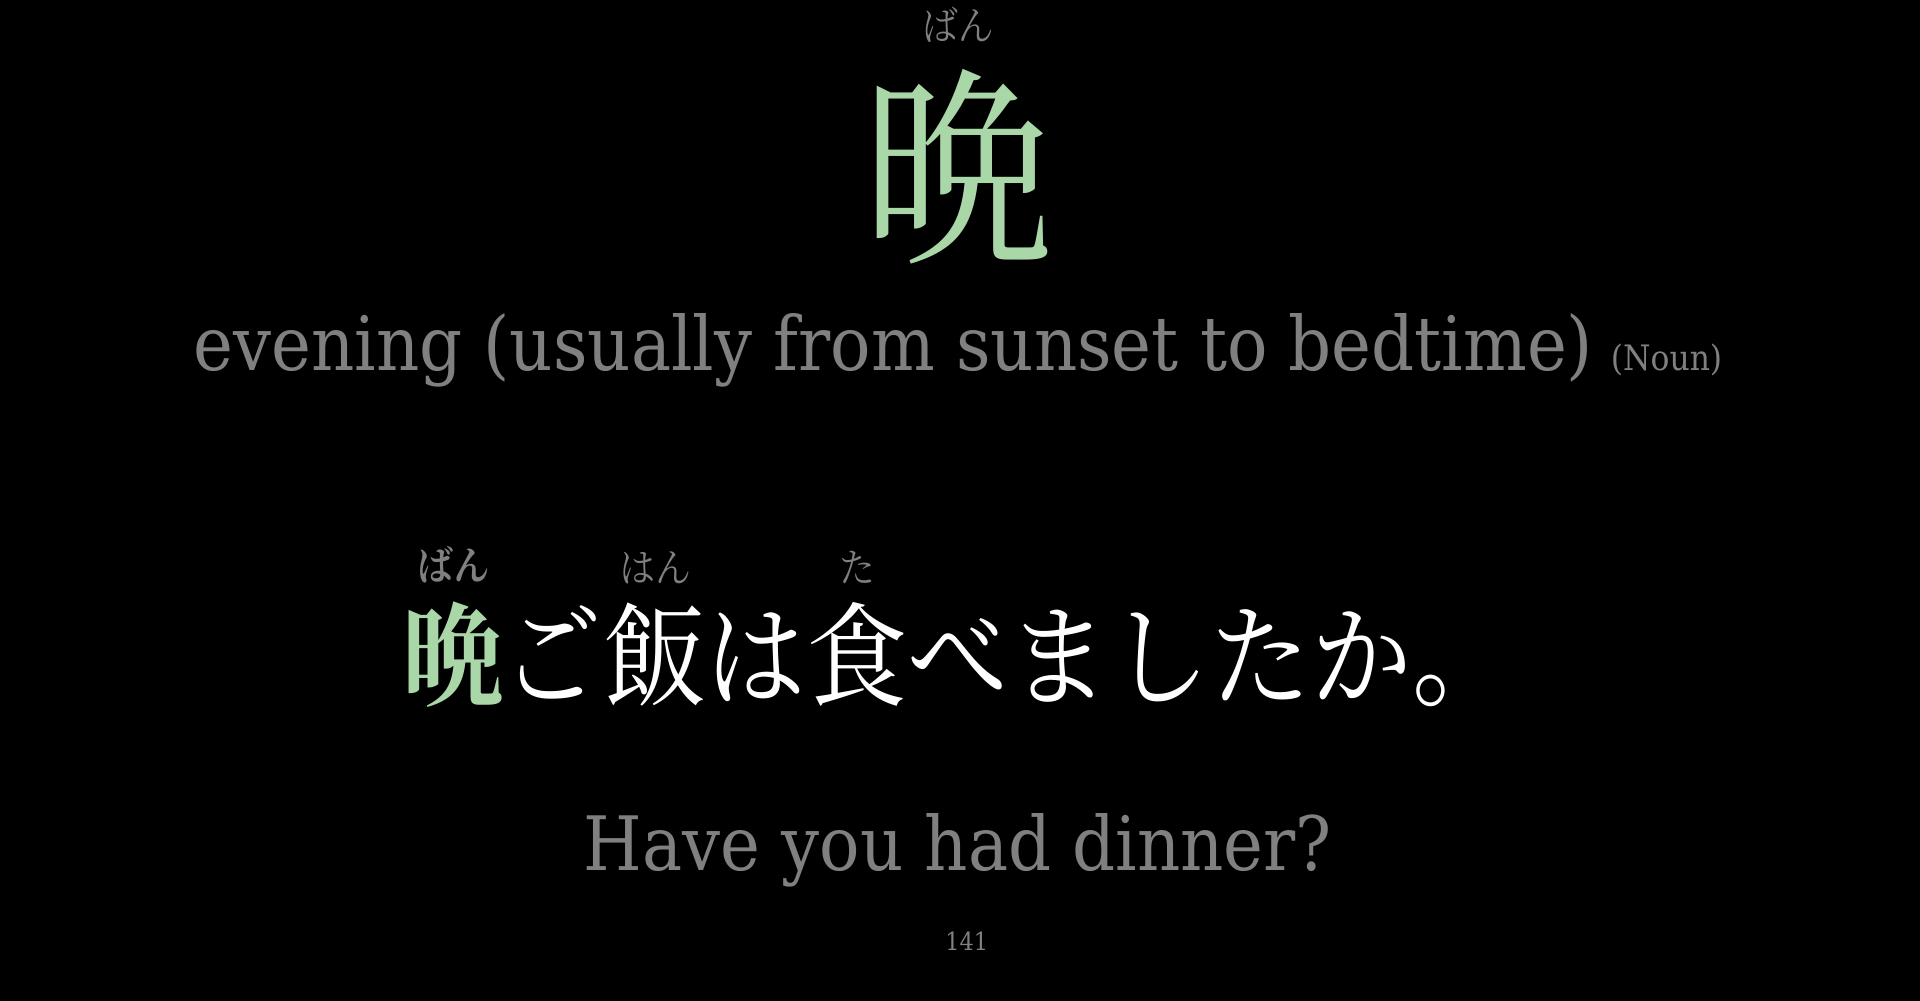 ばん
晩
evening (usually from sunset to bedtime) (Noun)
ばん はん た
晩ご飯は食べましたか。
Have you had dinner?
141